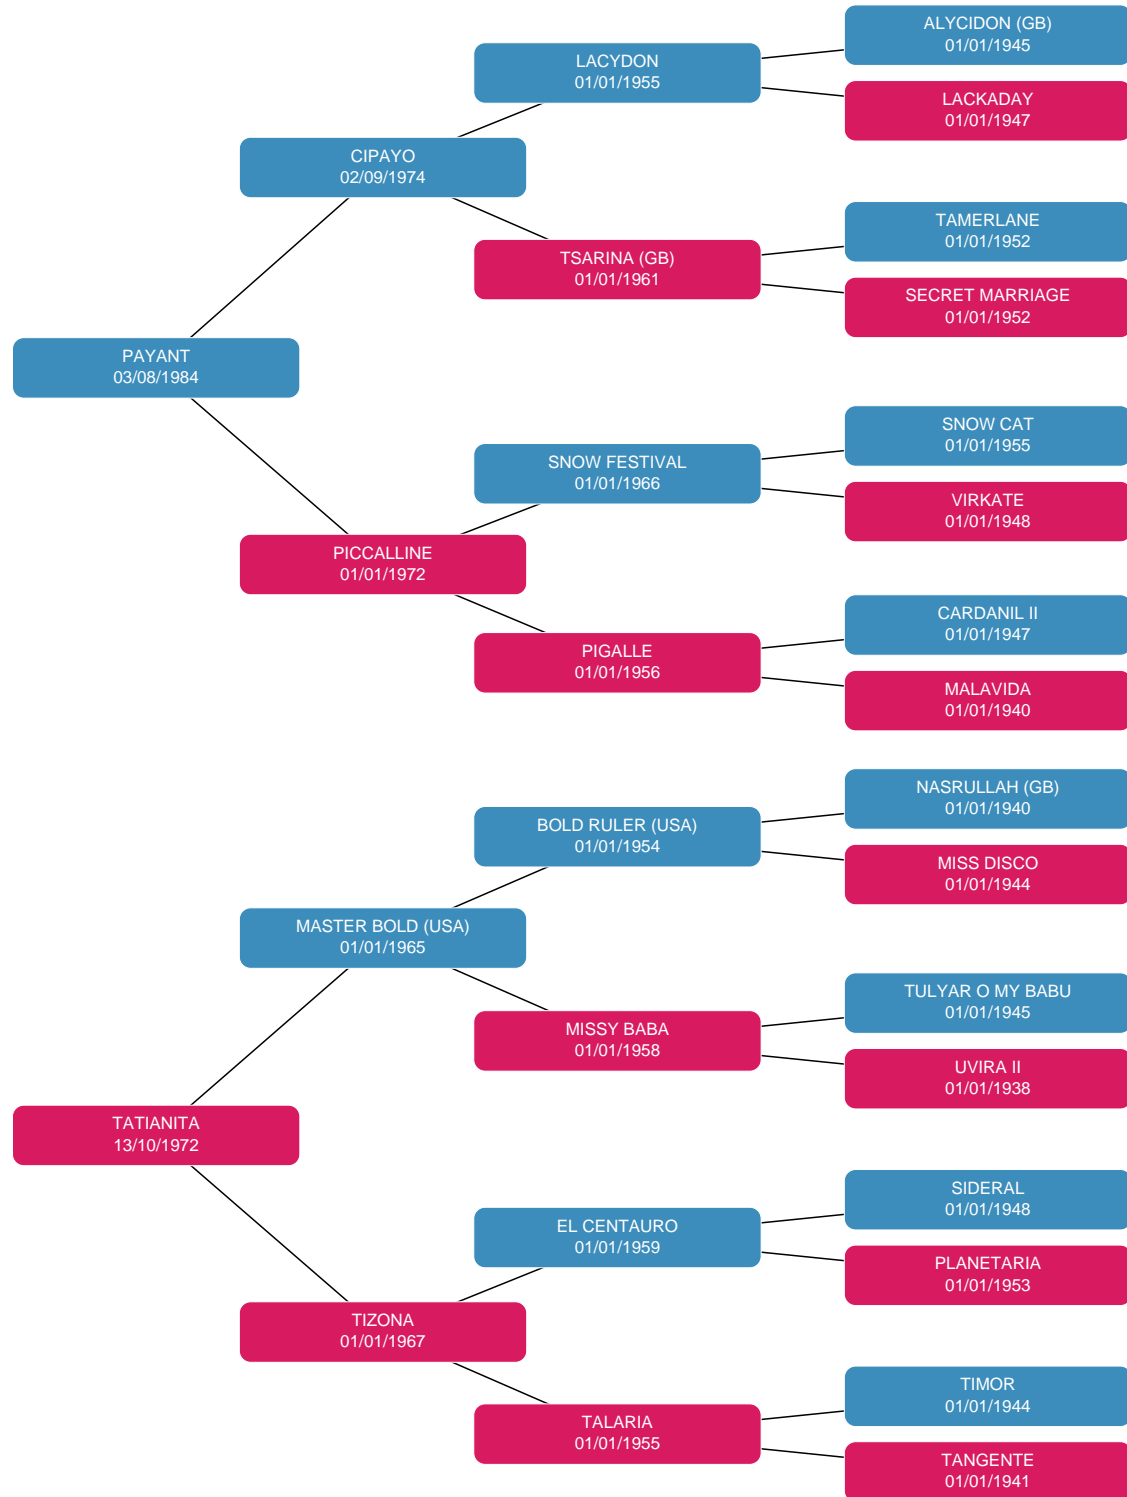 ALYCIDON (GB)
01/01/1945
LACYDON
01/01/1955
LACKADAY
01/01/1947
CIPAYO
02/09/1974
TAMERLANE
01/01/1952
TSARINA (GB)
01/01/1961
SECRET MARRIAGE
01/01/1952
PAYANT
03/08/1984
SNOW CAT
01/01/1955
SNOW FESTIVAL
01/01/1966
VIRKATE
01/01/1948
PICCALLINE
01/01/1972
CARDANIL II
01/01/1947
PIGALLE
01/01/1956
MALAVIDA
01/01/1940
NASRULLAH (GB)
01/01/1940
BOLD RULER (USA)
01/01/1954
MISS DISCO
01/01/1944
MASTER BOLD (USA)
01/01/1965
TULYAR O MY BABU
01/01/1945
MISSY BABA
01/01/1958
UVIRA II
01/01/1938
TATIANITA
13/10/1972
SIDERAL
01/01/1948
EL CENTAURO
01/01/1959
PLANETARIA
01/01/1953
TIZONA
01/01/1967
TIMOR
01/01/1944
TALARIA
01/01/1955
TANGENTE
01/01/1941